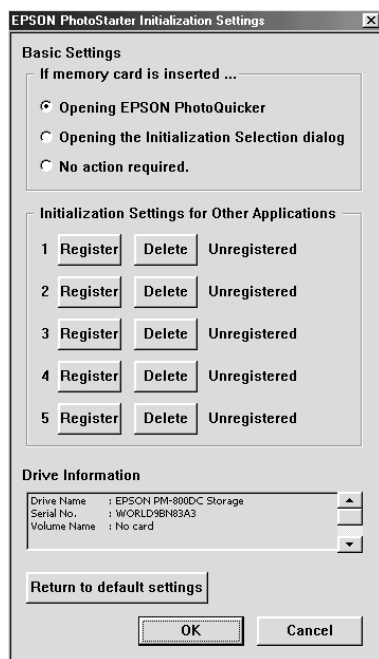 EPSON PhotoStarter Initialization Settings
Basic Settings
If memory card is inserted ...
Opening EPSON PhotoQuicker
Opening the Initialization Selection dialog
No action required.
Initialization Settings for Other Applications
1 Register Delete Unregistered
2 Register Delete Unregistered
3 Register Delete Unregistered
4 Register Delete Unregistered
5 Register Delete Unregistered
Drive Information
Drive Name : EPSON PM-800DC Storage
Serial No. : WORLD9BN83A3
Volume Name : No card
Return to default settings
OK Cancel